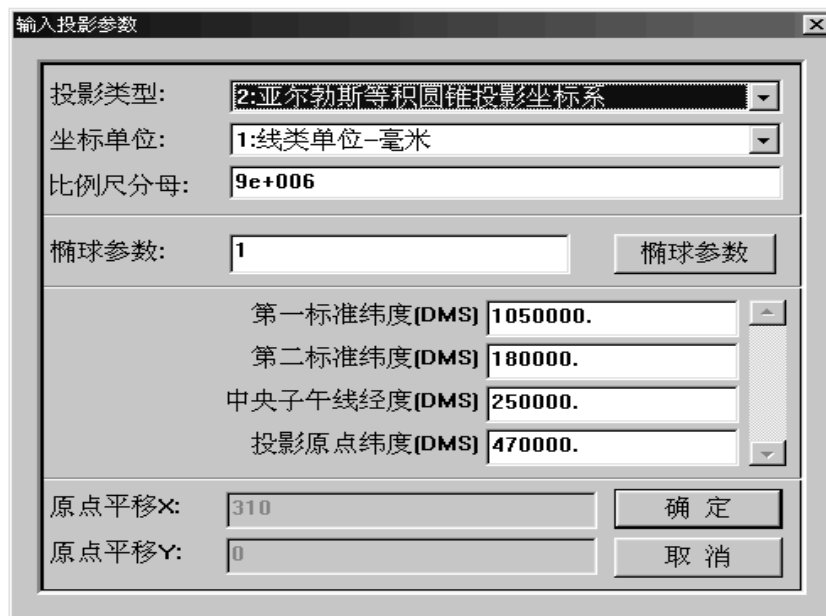 输入投影参数
投影类型: 2:亚尔勃斯等积圆锥投影坐标系
坐标单位: 1:线类单位-毫米
比例尺分母: 9e+006
椭球参数: 1 椭球参数
第一标准纬度(DMS) 1050000.
第二标准纬度(DMS) 180000.
中央子午线经度(DMS) 250000.
投影原点纬度(DMS) 470000.
原点平移X: 310 确 定
原点平移Y: 0 取 消